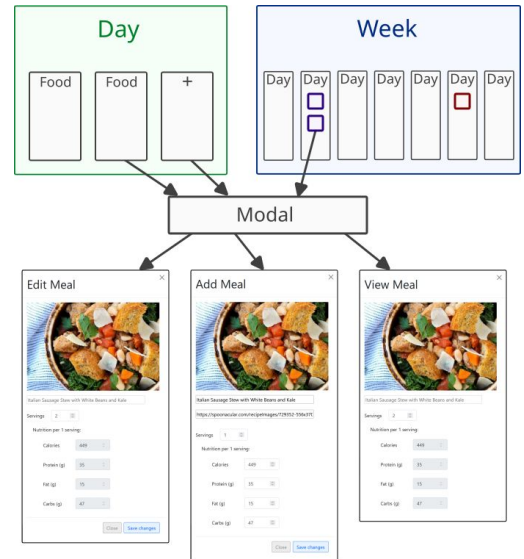 Day
Week
Food Food +
Day Day Day Day Day Day Day
Modal
Edit Meal ×
Italian Sausage Stew with White Beans and Kale
Servings 2
Nutrition per 1 serving:
Calories 449
Protein (g) 35
Fat (g) 15
Carbs (g) 47
Close Save changes
Add Meal ×
Italian Sausage Stew with White Beans and Kale
Servings 1
Nutrition per 1 serving:
Calories 449
Protein (g) 35
Fat (g) 15
Carbs (g) 47
Close Save changes
View Meal ×
Italian Sausage Stew with White Beans and Kale
Servings 2
Nutrition per 1 serving:
Calories 449
Protein (g) 35
Fat (g) 15
Carbs (g) 47